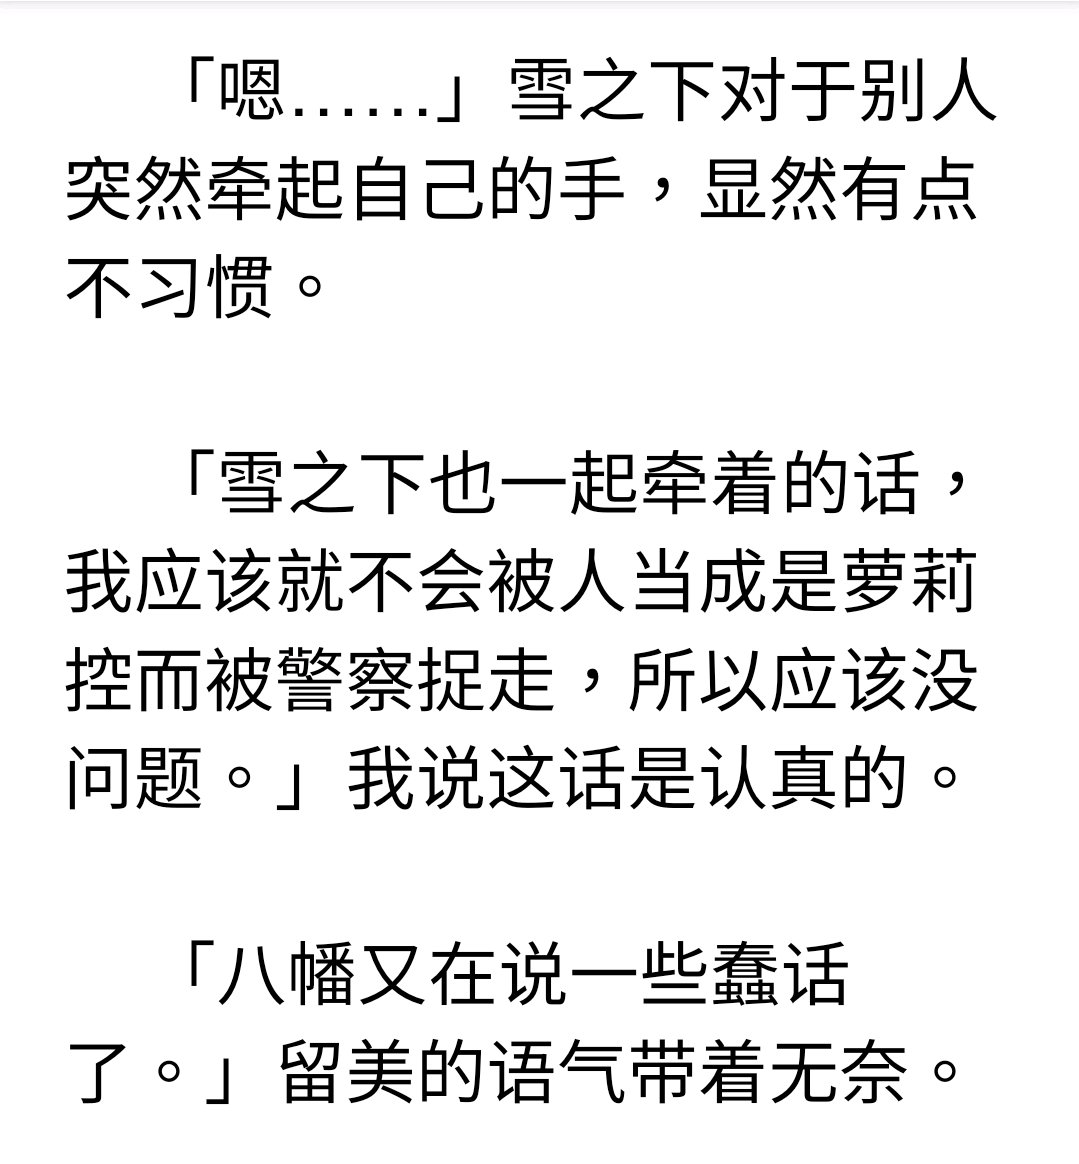 「嗯……」雪之下对于别人
突然牵起自己的手，显然有点
不习惯。
「雪之下也一起牵着的话，
我应该就不会被人当成是萝莉
控而被警察捉走，所以应该没
问题。」我说这话是认真的。
「八幡又在说一些蠢话
了。」留美的语气带着无奈。